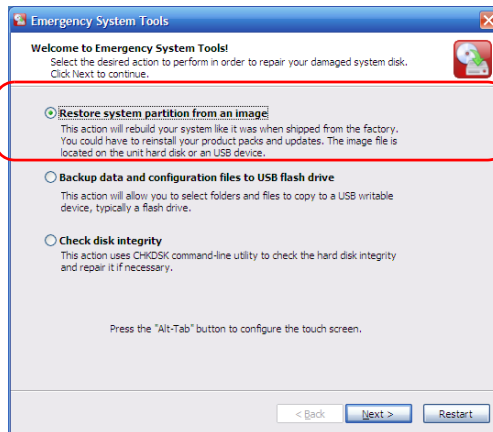 Emergency System Tools
Welcome to Emergency System Tools!
Select the desired action to perform in order to repair your damaged system disk.
Click Next to continue.
Restore system partition from an image
This action will rebuild your system like it was when shipped from the factory.
You could have to reinstall your product packs and updates. The image file is
located on the unit hard disk or an USB device.
Backup data and configuration files to USB flash drive
This action will allow you to select folders and files to copy to a USB writable
device, typically a flash drive.
Check disk integrity
This action uses CHKDSK command-line utility to check the hard disk integrity
and repair it if necessary.
Press the "Alt-Tab" button to configure the touch screen.
< Back Next > Restart